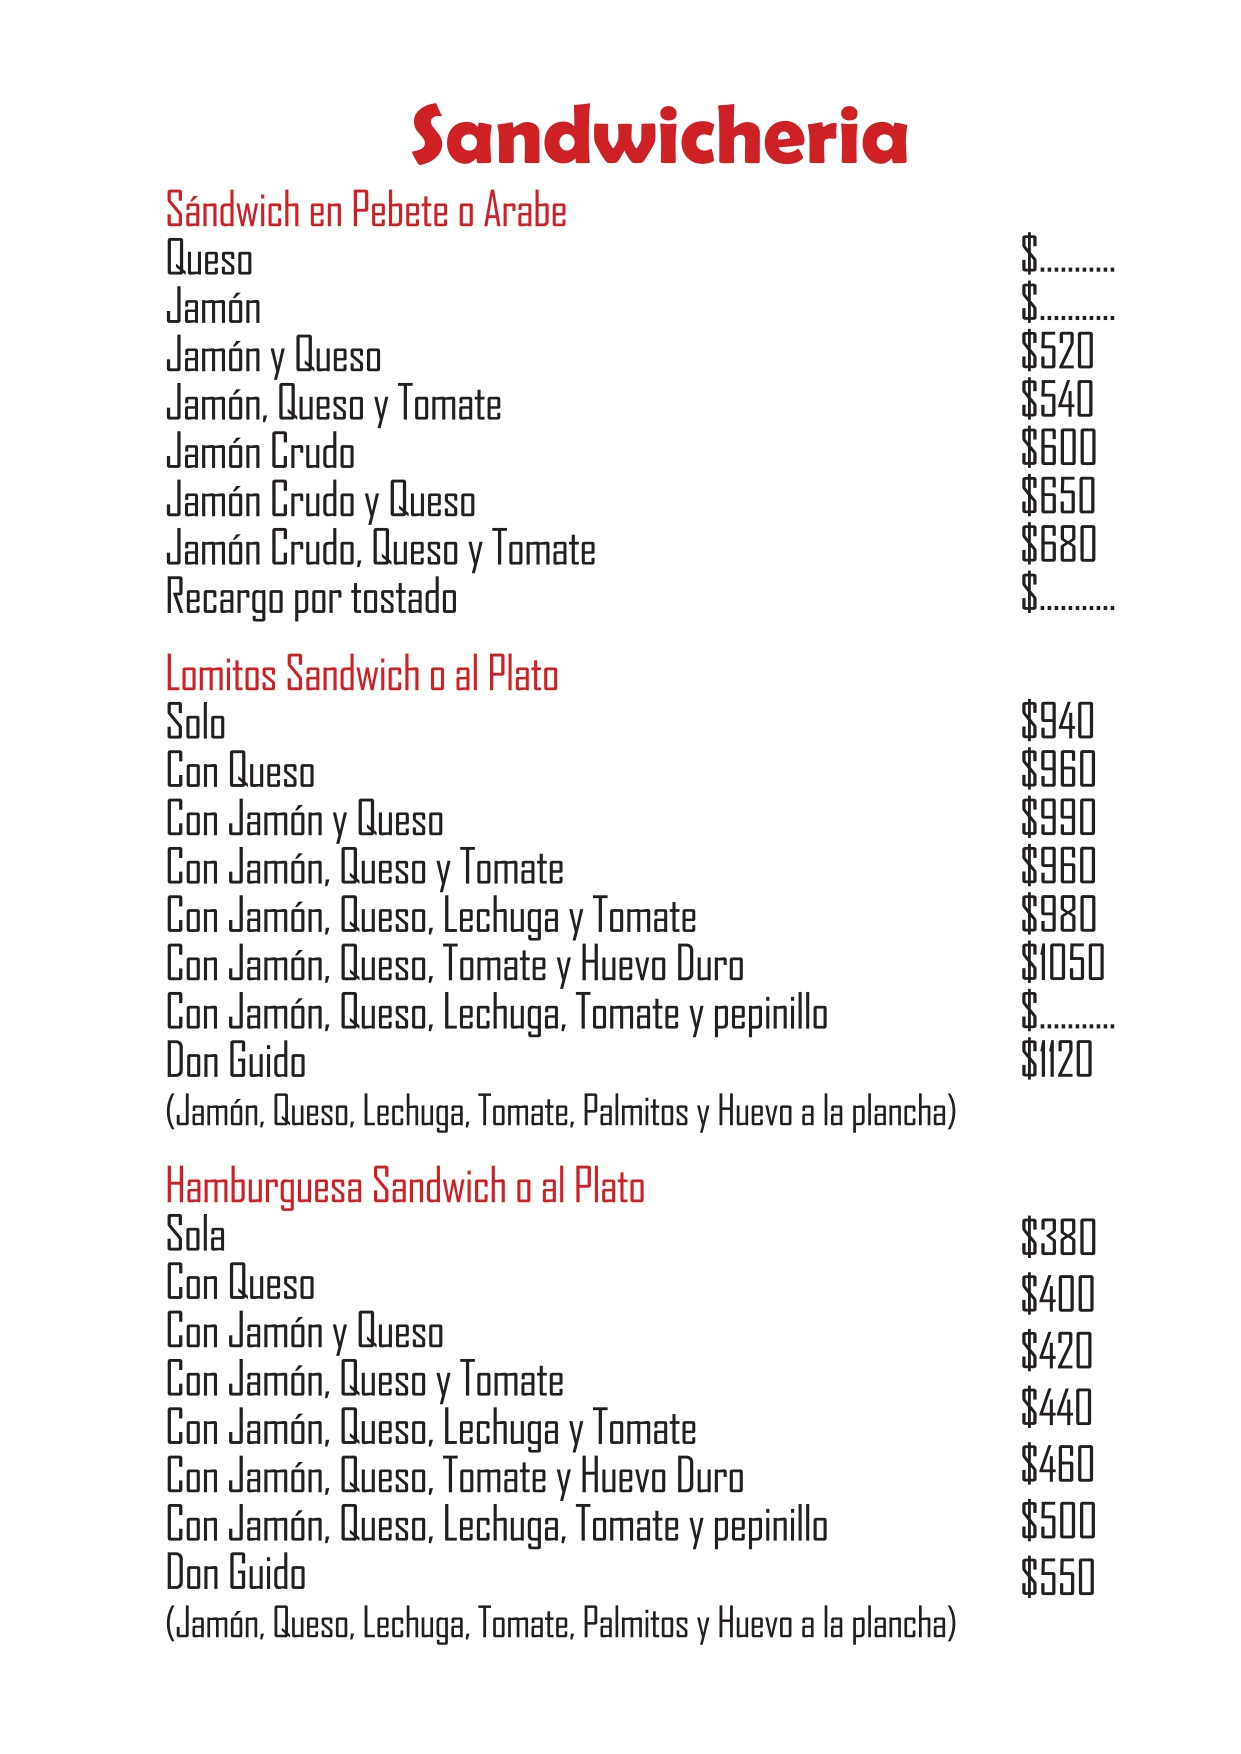 Sandwicheria
Sándwich en Pebete o Arabe
Queso $...........
Jamón $...........
Jamón y Queso $520
Jamón, Queso y Tomate $540
Jamón Crudo $600
Jamón Crudo y Queso $650
Jamón Crudo, Queso y Tomate $680
Recargo por tostado $...........
Lomitos Sandwich o al Plato
Solo $940
Con Queso $960
Con Jamón y Queso $990
Con Jamón, Queso y Tomate $960
Con Jamón, Queso, Lechuga y Tomate $980
Con Jamón, Queso, Tomate y Huevo Duro $1050
Con Jamón, Queso, Lechuga, Tomate y pepinillo $...........
Don Guido $1120
(Jamón, Queso, Lechuga, Tomate, Palmitos y Huevo a la plancha)
Hamburguesa Sandwich o al Plato
Sola $380
Con Queso $400
Con Jamón y Queso $420
Con Jamón, Queso y Tomate $440
Con Jamón, Queso, Lechuga y Tomate $460
Con Jamón, Queso, Tomate y Huevo Duro $500
Con Jamón, Queso, Lechuga, Tomate y pepinillo
Don Guido $550
(Jamón, Queso, Lechuga, Tomate, Palmitos y Huevo a la plancha)